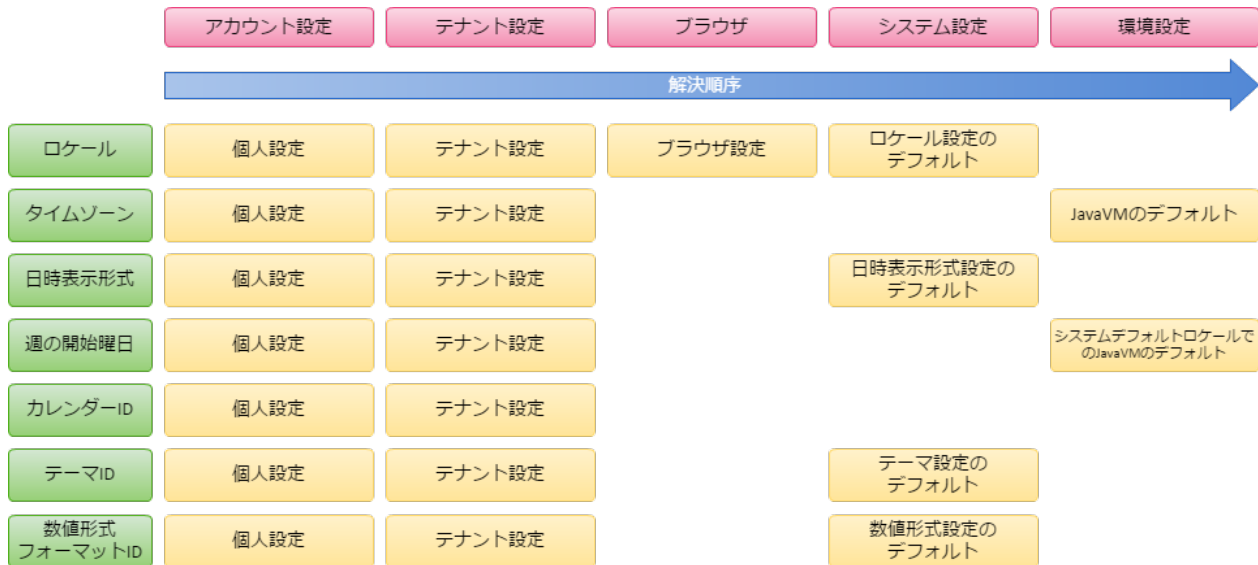 アカウント設定
テナント設定
ブラウザ
システム設定
環境設定
解決順序
ロケール
個人設定
テナント設定
ブラウザ設定
ロケール設定の
デフォルト
タイムゾーン
個人設定
テナント設定
JavaVMのデフォルト
日時表示形式
個人設定
テナント設定
日時表示形式設定の
デフォルト
週の開始曜日
個人設定
テナント設定
システムデフォルトロケールで
のJavaVMのデフォルト
カレンダーID
個人設定
テナント設定
テーマID
個人設定
テナント設定
テーマ設定の
デフォルト
数値形式
フォーマットID
個人設定
テナント設定
数値形式設定の
デフォルト